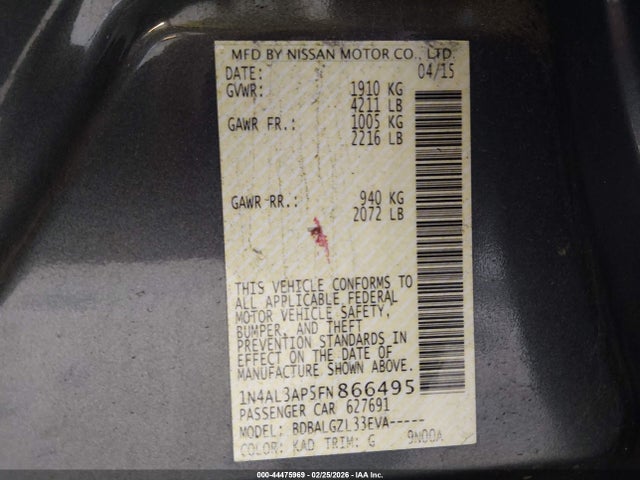 MFD BY NISSAN MOTOR CO., LTD.
DATE: 04/15
GVWR: 1910 KG
4211 LB
GAWR FR.: 1005 KG
2216 LB
GAWR RR.: 940 KG
2072 LB
THIS VEHICLE CONFORMS TO
ALL APPLICABLE FEDERAL
MOTOR VEHICLE SAFETY,
BUMPER, AND THEFT
PREVENTION STANDARDS IN
EFFECT ON THE DATE OF
MANUFACTURE SHOWN ABOVE.
1N4AL3AP5FN866495
PASSENGER CAR 627691
MODEL: BDBALGZL33EVA-----
COLOR: KAD TRIM: G 9N00A
000-44475969 - 02/25/2026 - COPYRIGHT IAA, LLC